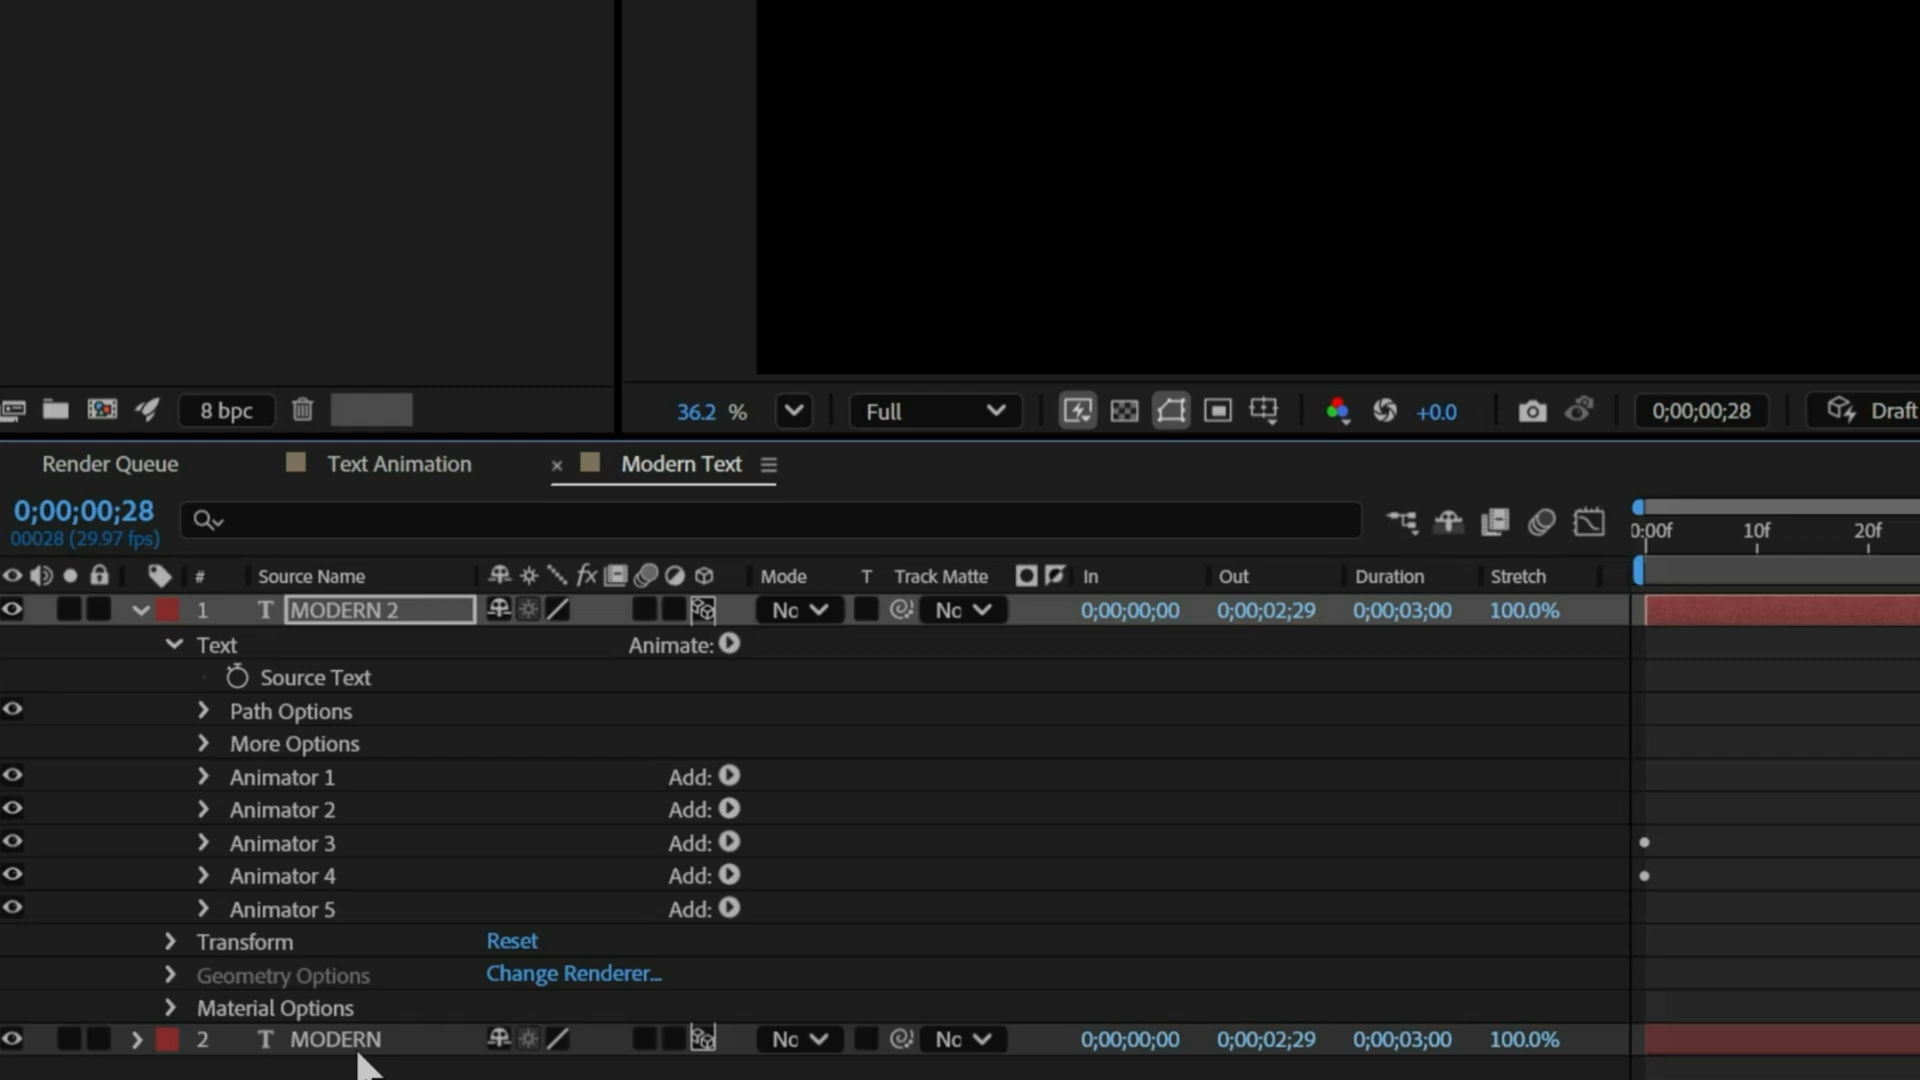 8 bpc
36.2 %
Full
+0.0
0;00;00;28
Draft
Render Queue
Text Animation
× Modern Text
0;00;00;28
00028 (29.97 fps)
0:00f 10f 20f
# Source Name fx Mode T Track Matte In Out Duration Stretch
1 T MODERN 2 No No 0;00;00;00 0;00;02;29 0;00;03;00 100.0%
Text Animate:
Source Text
Path Options
More Options
Animator 1 Add:
Animator 2 Add:
Animator 3 Add:
Animator 4 Add:
Animator 5 Add:
Transform Reset
Geometry Options Change Renderer...
Material Options
2 T MODERN No No 0;00;00;00 0;00;02;29 0;00;03;00 100.0%